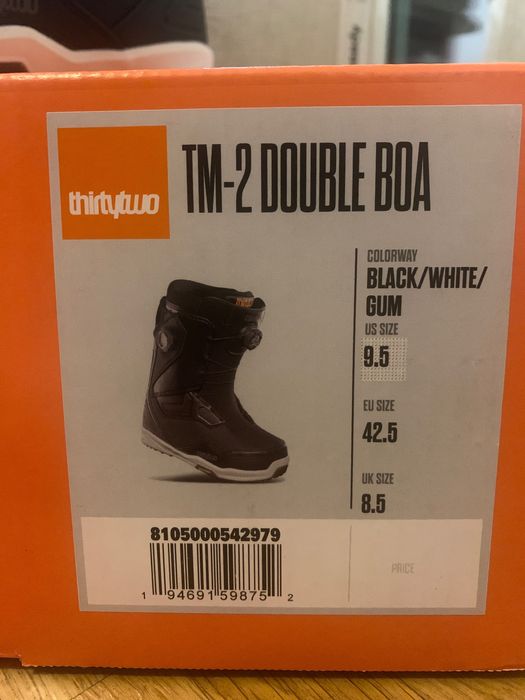 thirtytwo
TM-2 DOUBLE BOA
COLORWAY
BLACK/WHITE/
GUM
US SIZE
9.5
EU SIZE
42.5
UK SIZE
8.5
8105000542979
1 94691 59875 2
PRICE